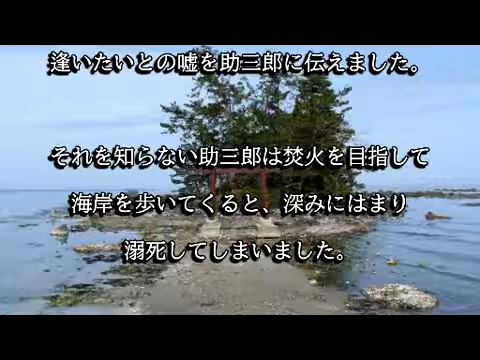 逢いたいとの嘘を助三郎に伝えました。
それを知らない助三郎は焚火を目指して
海岸を歩いてくると、深みにはまり
溺死してしまいました。